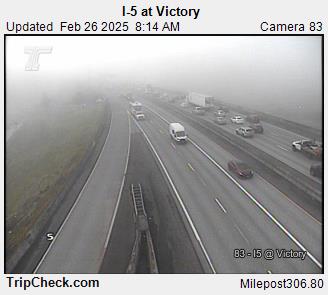 I-5 at Victory
Updated  Feb 26 2025  8:14 AM
Camera 83
S
83 - I5 @ Victory
TripCheck.com
Milepost306.80